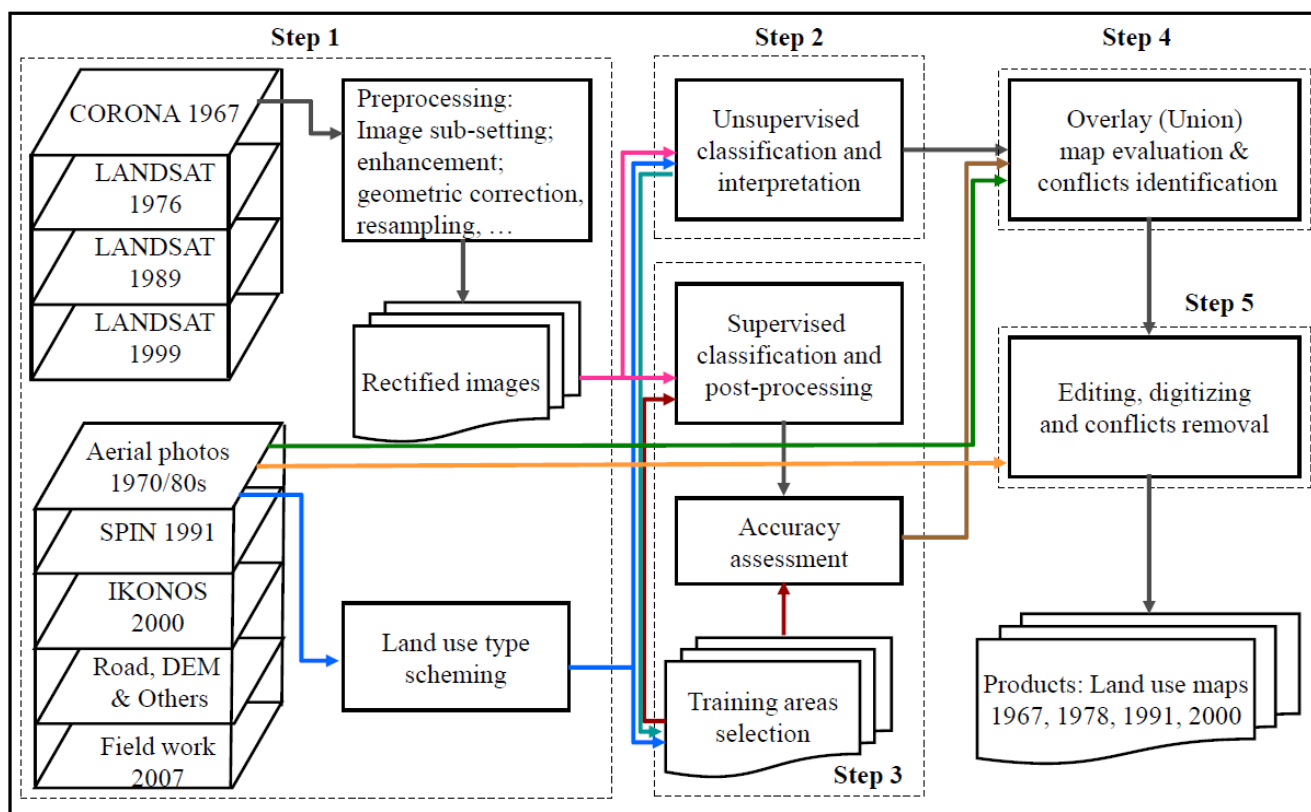 Step 1
CORONA 1967
LANDSAT
1976
LANDSAT
1989
LANDSAT
1999
Preprocessing:
Image sub-setting;
enhancement;
geometric correction,
resampling, …
Rectified images
Aerial photos
1970/80s
SPIN 1991
IKONOS
2000
Road, DEM
& Others
Field work
2007
Land use type
scheming
Step 2
Unsupervised
classification and
interpretation
Supervised
classification and
post-processing
Accuracy
assessment
Training areas
selection
Step 3
Step 4
Overlay (Union)
map evaluation &
conflicts identification
Step 5
Editing, digitizing
and conflicts removal
Products: Land use maps
1967, 1978, 1991, 2000